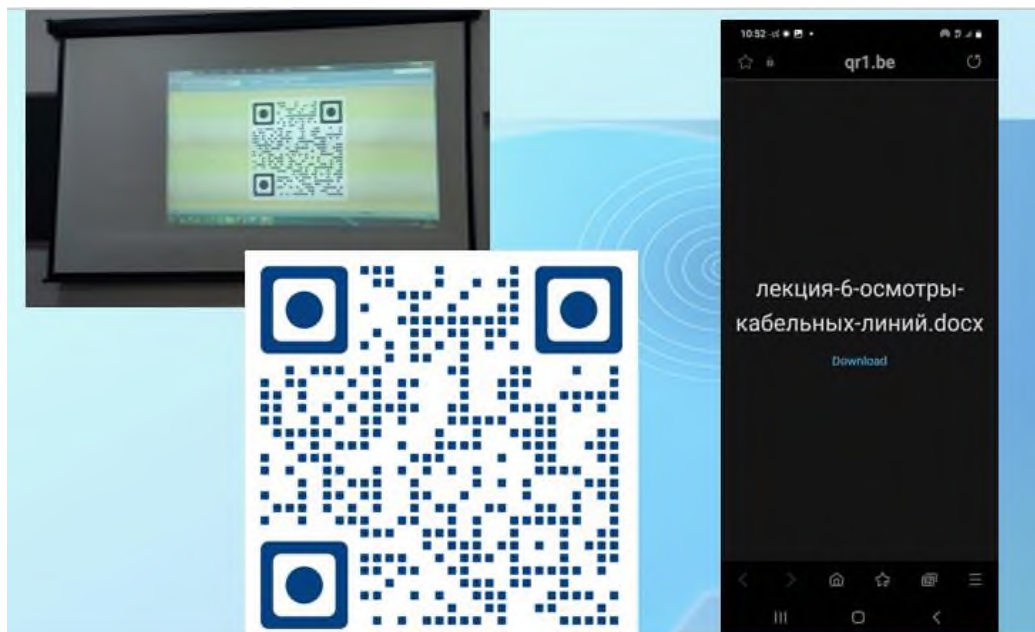 10:52
qr1.be
лекция-6-осмотры-
кабельных-линий.docx
Download